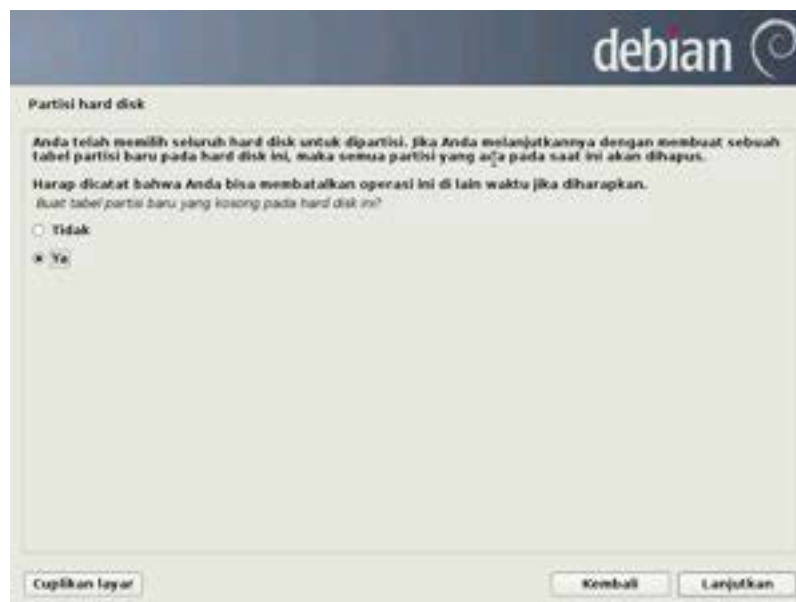 debian
Partisi hard disk
Anda telah memilih seluruh hard disk untuk dipartisi. Jika Anda melanjutkannya dengan membuat sebuah
tabel partisi baru pada hard disk ini, maka semua partisi yang ada pada saat ini akan dihapus.
Harap dicatat bahwa Anda bisa membatalkan operasi ini di lain waktu jika diharapkan.
Buat tabel partisi baru yang kosong pada hard disk ini?
Tidak
Ya
Cuplikan layar
Kembali
Lanjutkan